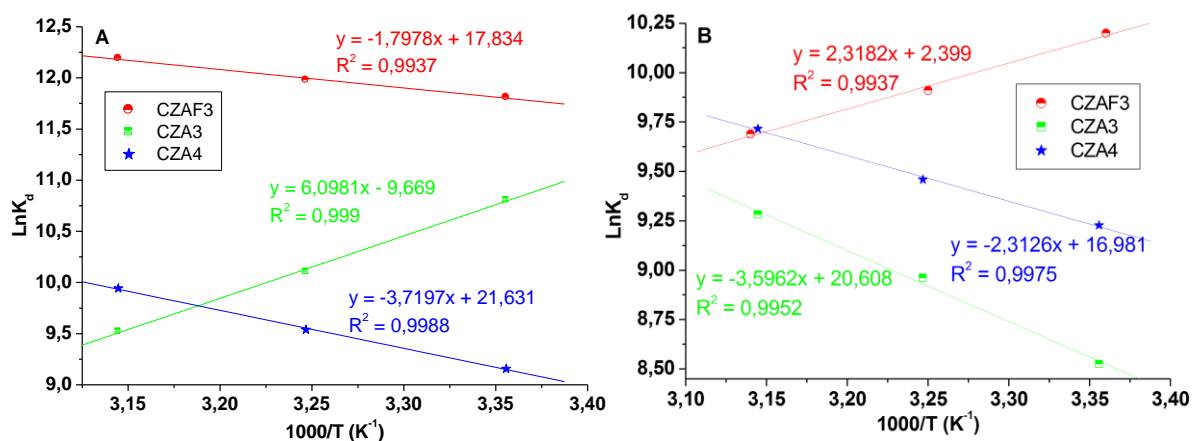 A
y = -1,7978x + 17,834
R² = 0,9937
CZAF3
CZA3
CZA4
y = 6,0981x - 9,669
R² = 0,999
y = -3,7197x + 21,631
R² = 0,9988
LnK_d
12,5
12,0
11,5
11,0
10,5
10,0
9,5
9,0
3,15 3,20 3,25 3,30 3,35 3,40
1000/T (K⁻¹)
B
y = 2,3182x + 2,399
R² = 0,9937
CZAF3
CZA3
CZA4
y = -2,3126x + 16,981
R² = 0,9975
y = -3,5962x + 20,608
R² = 0,9952
LnK_d
10,25
10,00
9,75
9,50
9,25
9,00
8,75
8,50
3,10 3,15 3,20 3,25 3,30 3,35 3,40
1000/T (K⁻¹)